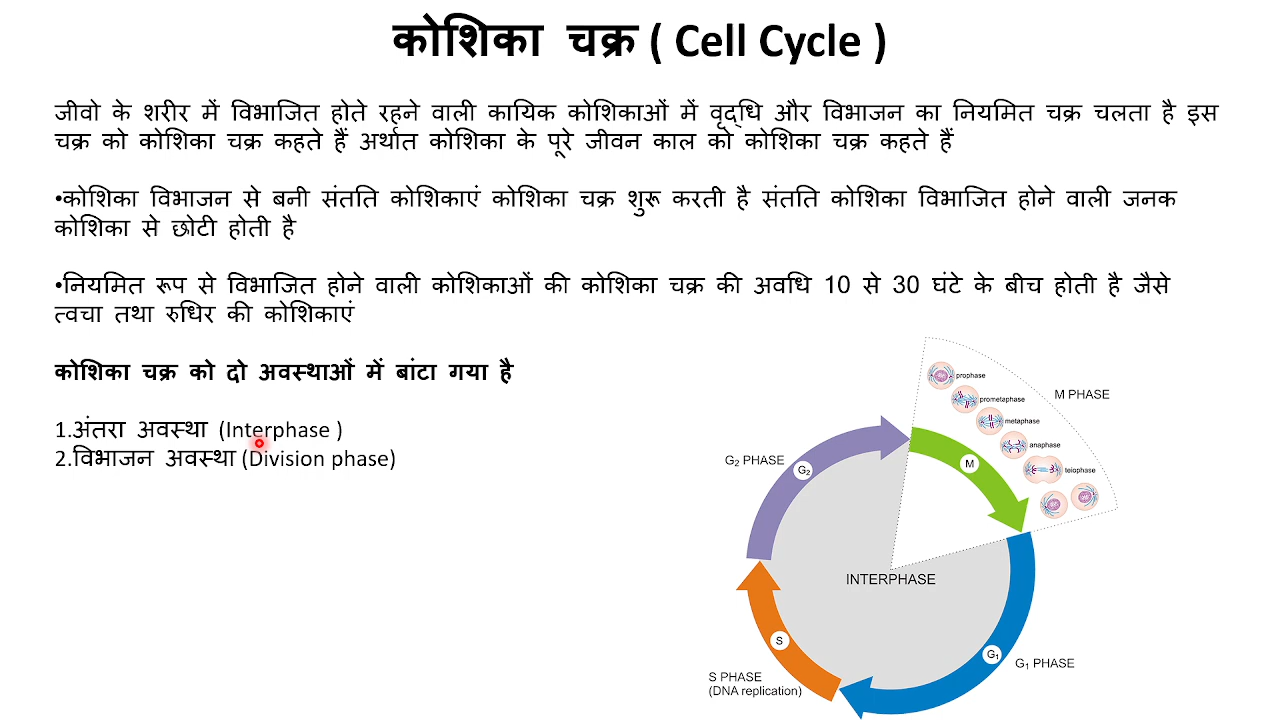 कोशिका चक्र ( Cell Cycle )
जीवो के शरीर में विभाजित होते रहने वाली कायिक कोशिकाओं में वृद्धि और विभाजन का नियमित चक्र चलता है इस
चक्र को कोशिका चक्र कहते हैं अर्थात कोशिका के पूरे जीवन काल को कोशिका चक्र कहते हैं
•कोशिका विभाजन से बनी संतति कोशिकाएं कोशिका चक्र शुरू करती है संतति कोशिका विभाजित होने वाली जनक
कोशिका से छोटी होती है
•नियमित रूप से विभाजित होने वाली कोशिकाओं की कोशिका चक्र की अवधि 10 से 30 घंटे के बीच होती है जैसे
त्वचा तथा रुधिर की कोशिकाएं
कोशिका चक्र को दो अवस्थाओं में बांटा गया है
1.अंतरा अवस्था (Interphase )
2.विभाजन अवस्था (Division phase)
prophase
prometaphase
metaphase
anaphase
telophase
M PHASE
G₂ PHASE
G₂
M
INTERPHASE
S
G₁
G₁ PHASE
S PHASE
(DNA replication)